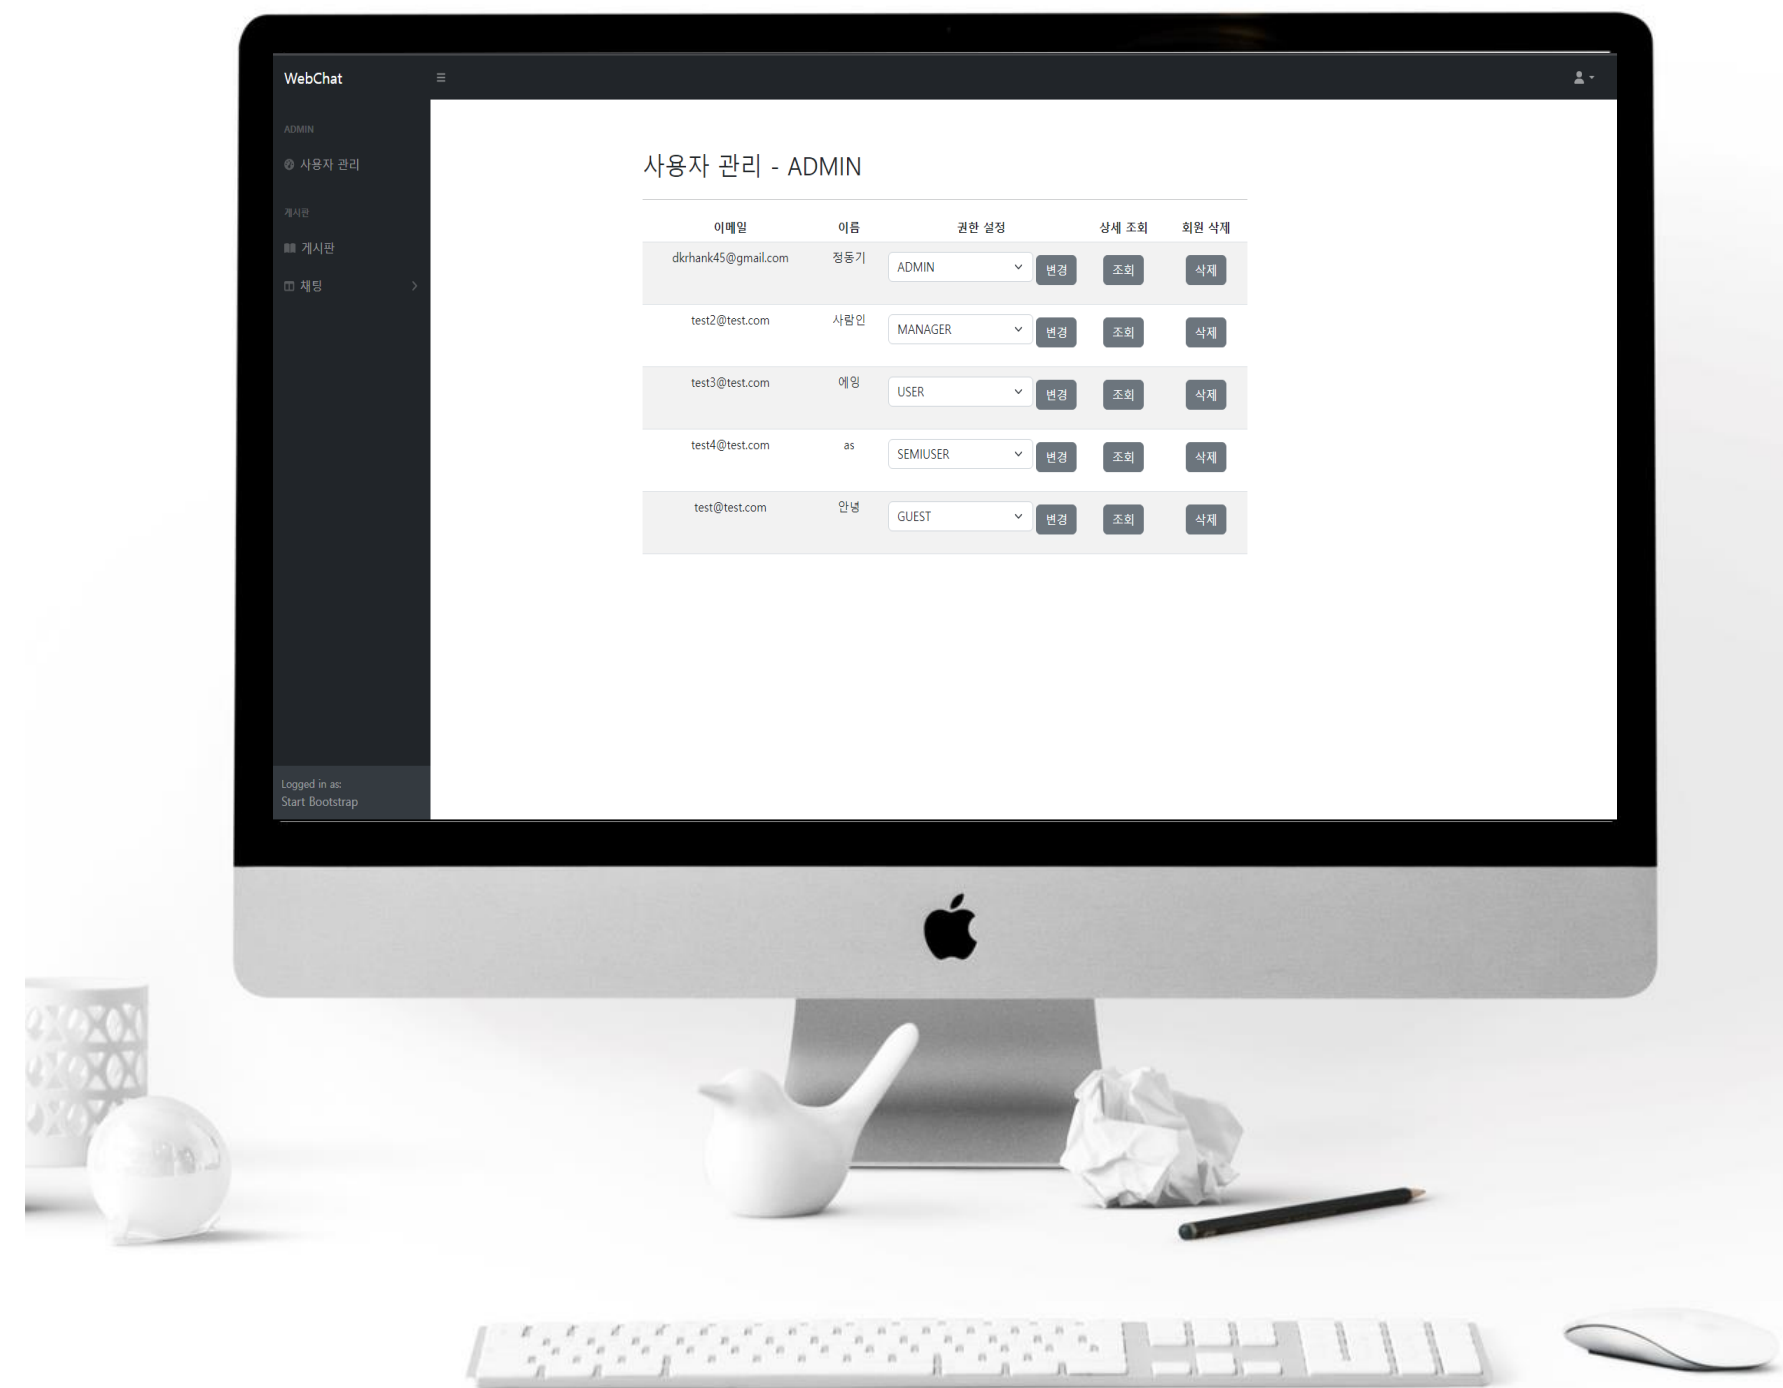 WebChat
ADMIN
사용자 관리
게시판
게시판
채팅
Logged in as:
Start Bootstrap
사용자 관리 - ADMIN
이메일 이름 권한 설정 상세 조회 회원 삭제
dkrhank45@gmail.com 정동기 ADMIN 변경 조회 삭제
test2@test.com 사람인 MANAGER 변경 조회 삭제
test3@test.com 에잉 USER 변경 조회 삭제
test4@test.com as SEMIUSER 변경 조회 삭제
test@test.com 안녕 GUEST 변경 조회 삭제